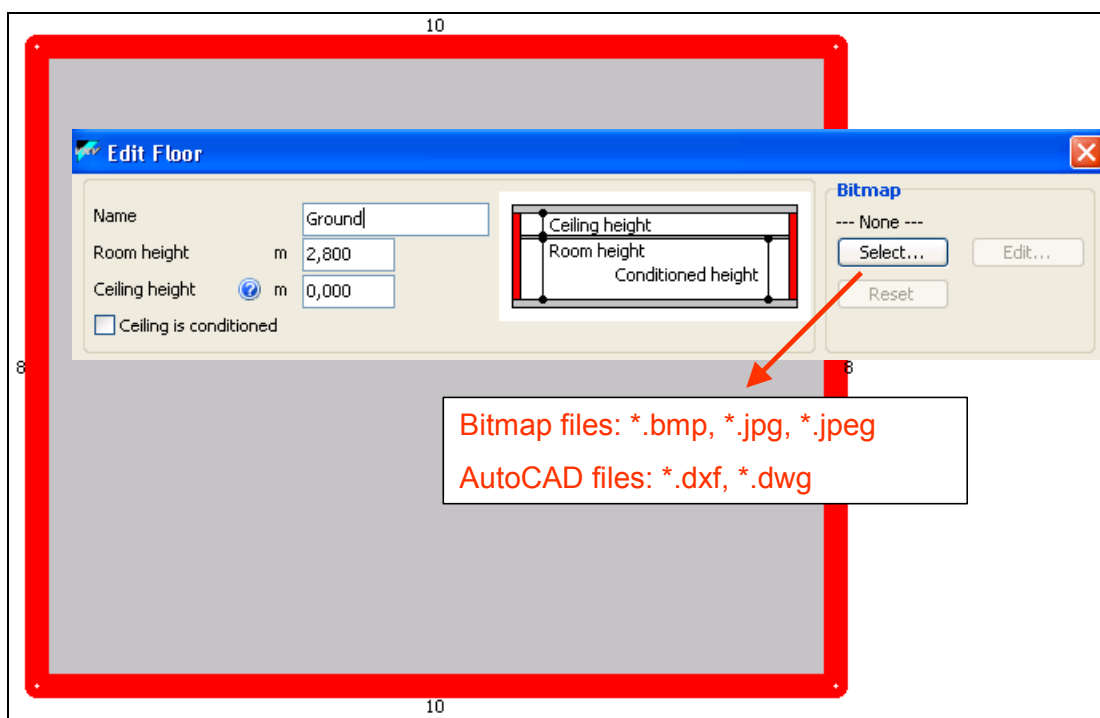 10
Edit Floor
Name Ground
Room height m 2,800
Ceiling height m 0,000
Ceiling is conditioned
Ceiling height
Room height
Conditioned height
Bitmap
--- None ---
Select... Edit...
Reset
8 8
Bitmap files: *.bmp, *.jpg, *.jpeg
AutoCAD files: *.dxf, *.dwg
10